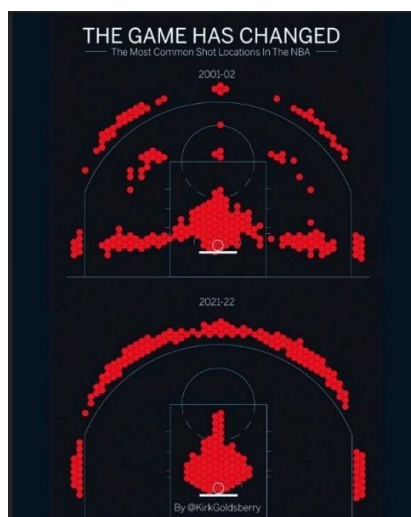 THE GAME HAS CHANGED
The Most Common Shot Locations In The NBA
2001-02
2021-22
By @KirkGoldsberry